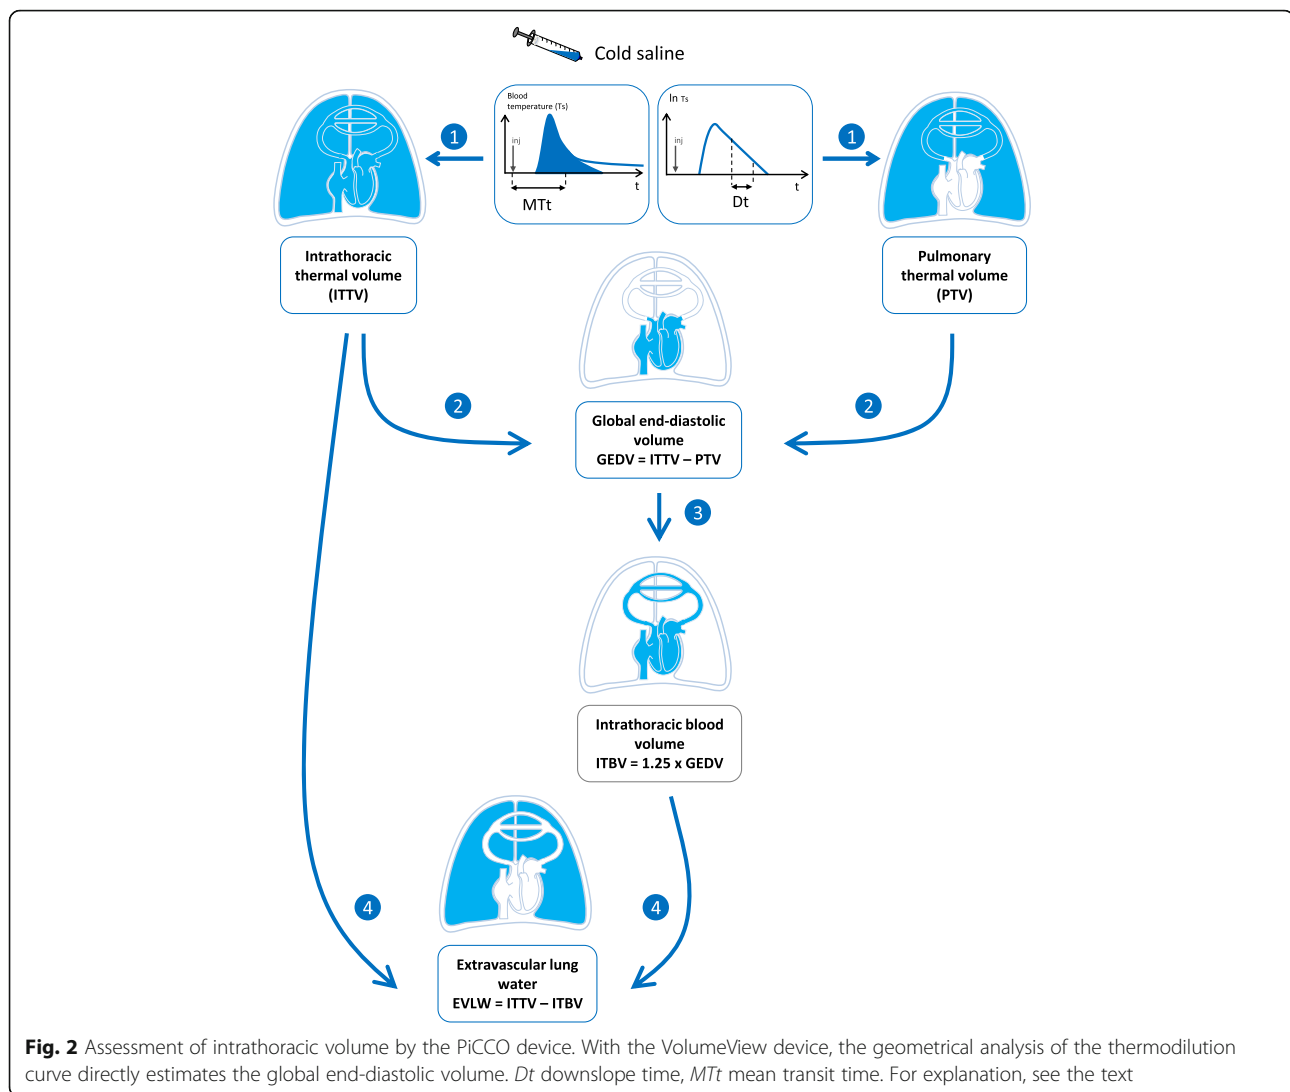 Cold saline
Blood
temperature (Ts)
inj
t
MTt
ln Ts
inj
t
Dt
1
1
Intrathoracic
thermal volume
(ITTV)
Pulmonary
thermal volume
(PTV)
2
2
Global end-diastolic
volume
GEDV = ITTV – PTV
3
Intrathoracic blood
volume
ITBV = 1.25 x GEDV
4
4
Extravascular lung
water
EVLW = ITTV – ITBV
Fig. 2 Assessment of intrathoracic volume by the PiCCO device. With the VolumeView device, the geometrical analysis of the thermodilution
curve directly estimates the global end-diastolic volume. Dt downslope time, MTt mean transit time. For explanation, see the text